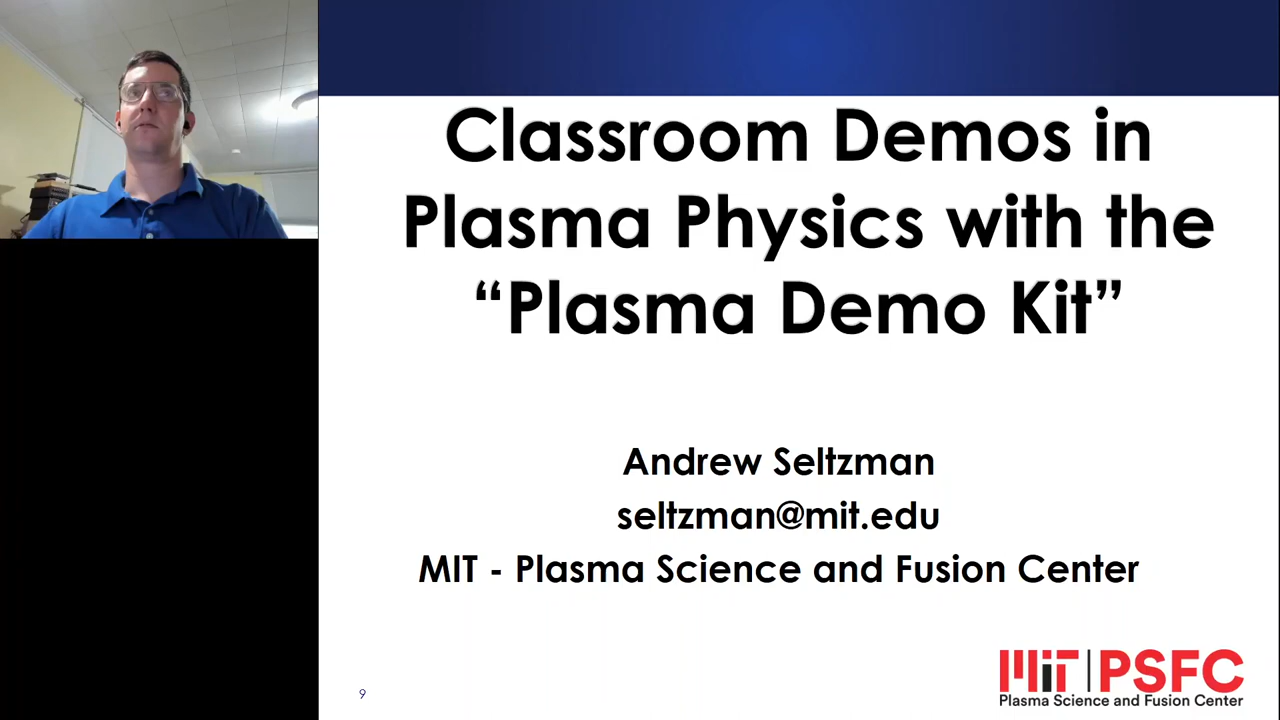 Classroom Demos in
Plasma Physics with the
“Plasma Demo Kit”
Andrew Seltzman
seltzman@mit.edu
MIT - Plasma Science and Fusion Center
9
MiT | PSFC
Plasma Science and Fusion Center